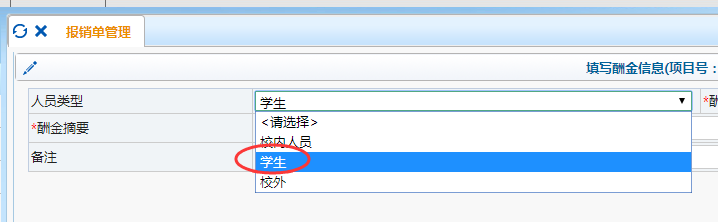 报销单管理
填写酬金信息(项目号：
人员类型 学生 *酬
<请选择>
*酬金摘要
校内人员
备注 学生
校外